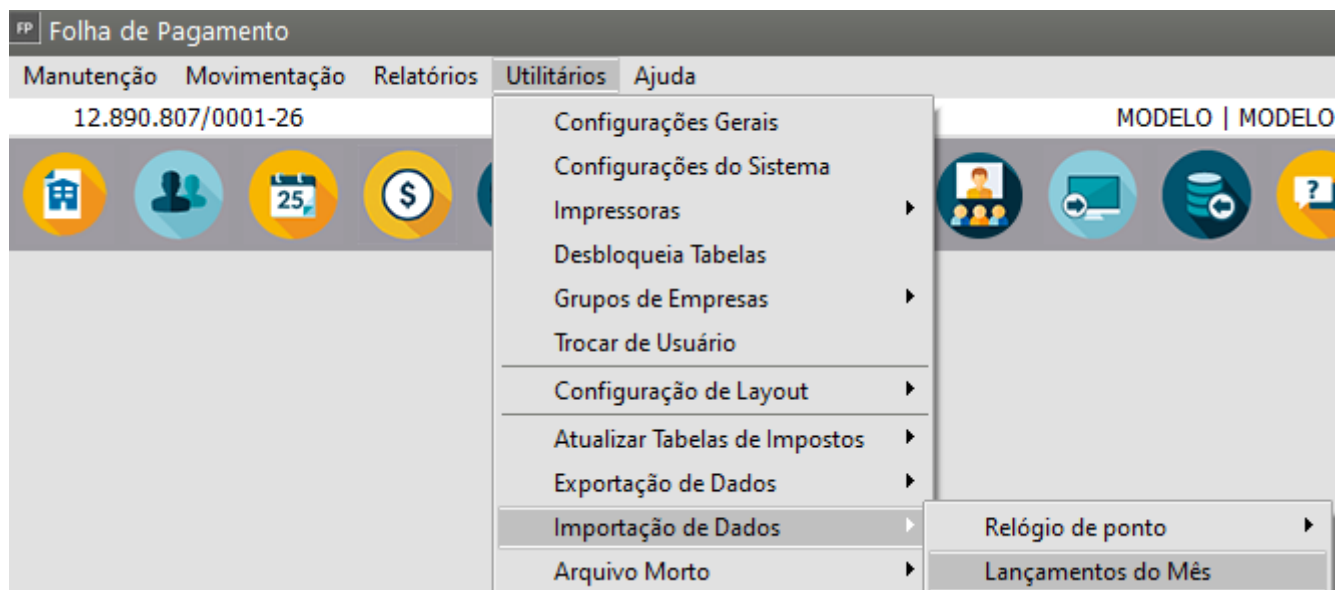 FP Folha de Pagamento
Manutenção Movimentação Relatórios Utilitários Ajuda
12.890.807/0001-26 MODELO | MODELO
25
$
?
Configurações Gerais
Configurações do Sistema
Impressoras
Desbloqueia Tabelas
Grupos de Empresas
Trocar de Usuário
Configuração de Layout
Atualizar Tabelas de Impostos
Exportação de Dados
Importação de Dados
Relógio de ponto
Arquivo Morto
Lançamentos do Mês